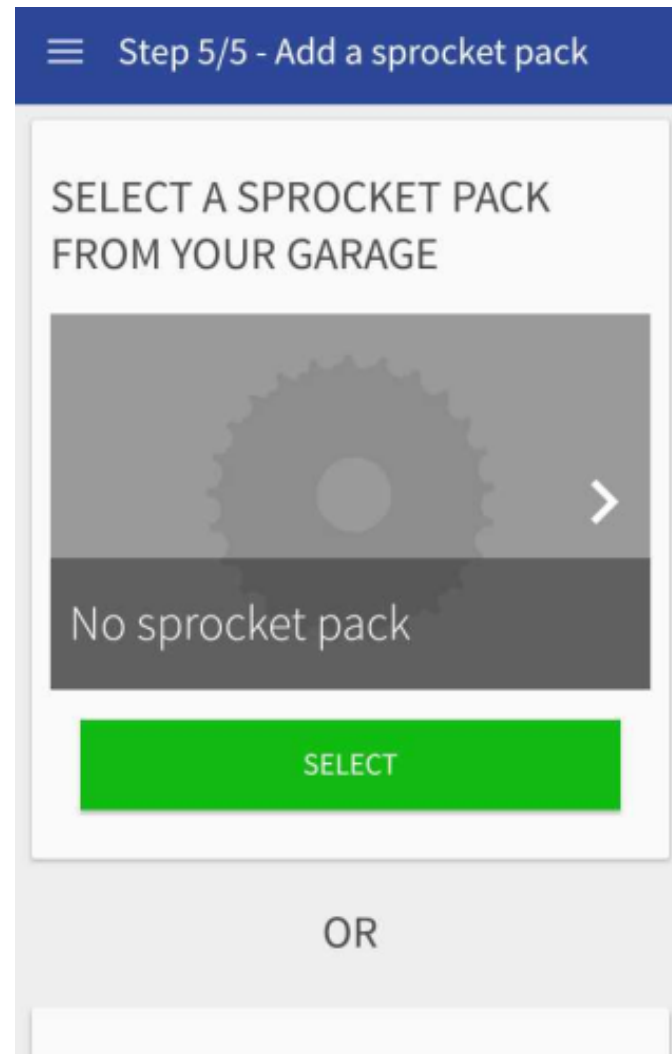 Step 5/5 - Add a sprocket pack
SELECT A SPROCKET PACK
FROM YOUR GARAGE
No sprocket pack
SELECT
OR